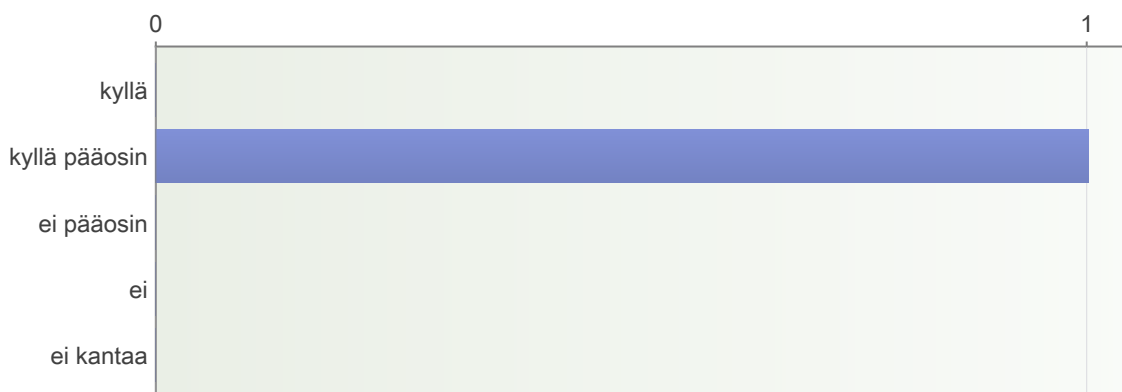 0 1
kyllä
kyllä pääosin
ei pääosin
ei
ei kantaa